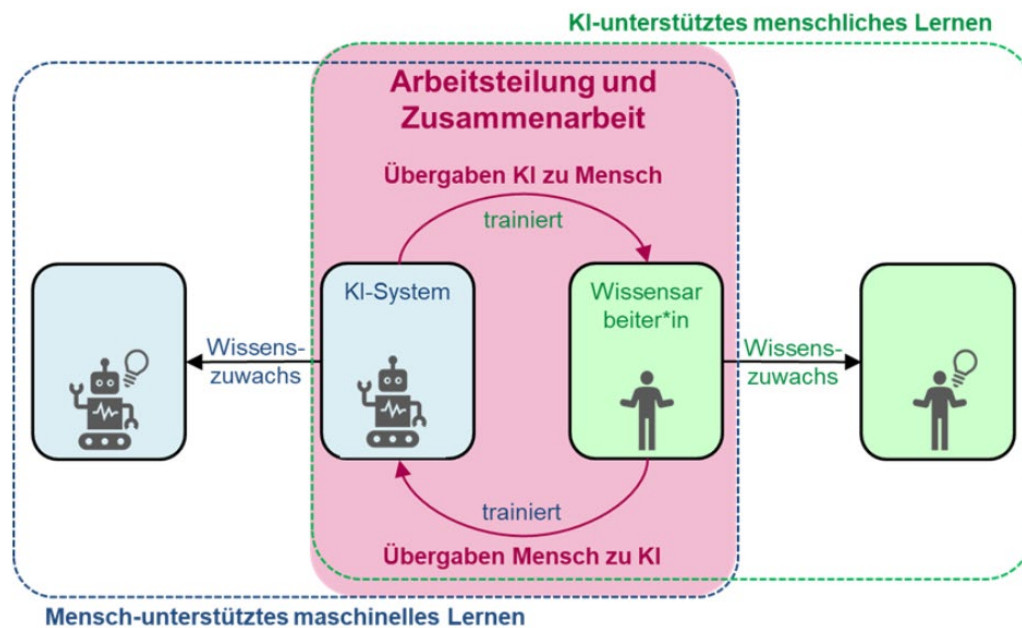 KI-unterstütztes menschliches Lernen
Arbeitsteilung und
Zusammenarbeit
Übergaben KI zu Mensch
trainiert
KI-System
Wissensar
beiter*in
Wissens-
zuwachs
Wissens-
zuwachs
trainiert
Übergaben Mensch zu KI
Mensch-unterstütztes maschinelles Lernen